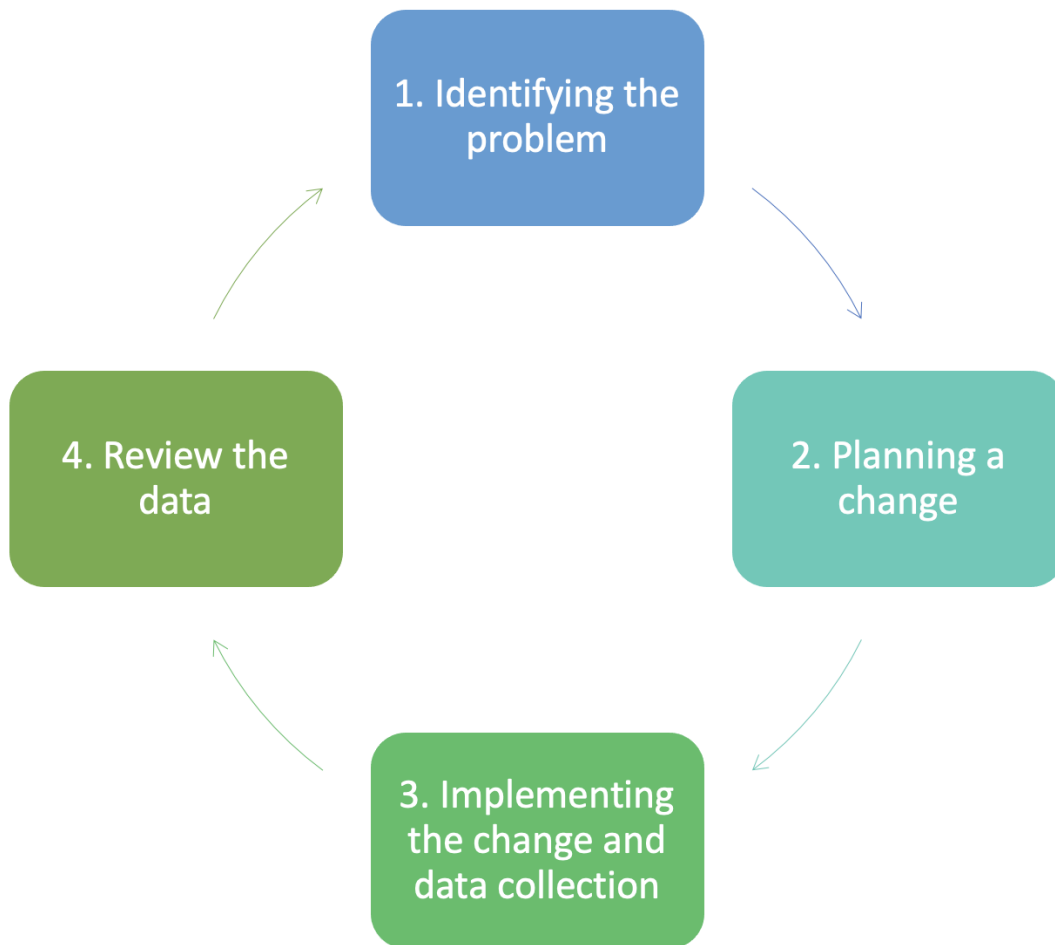 1. Identifying the
problem
2. Planning a
change
3. Implementing
the change and
data collection
4. Review the
data